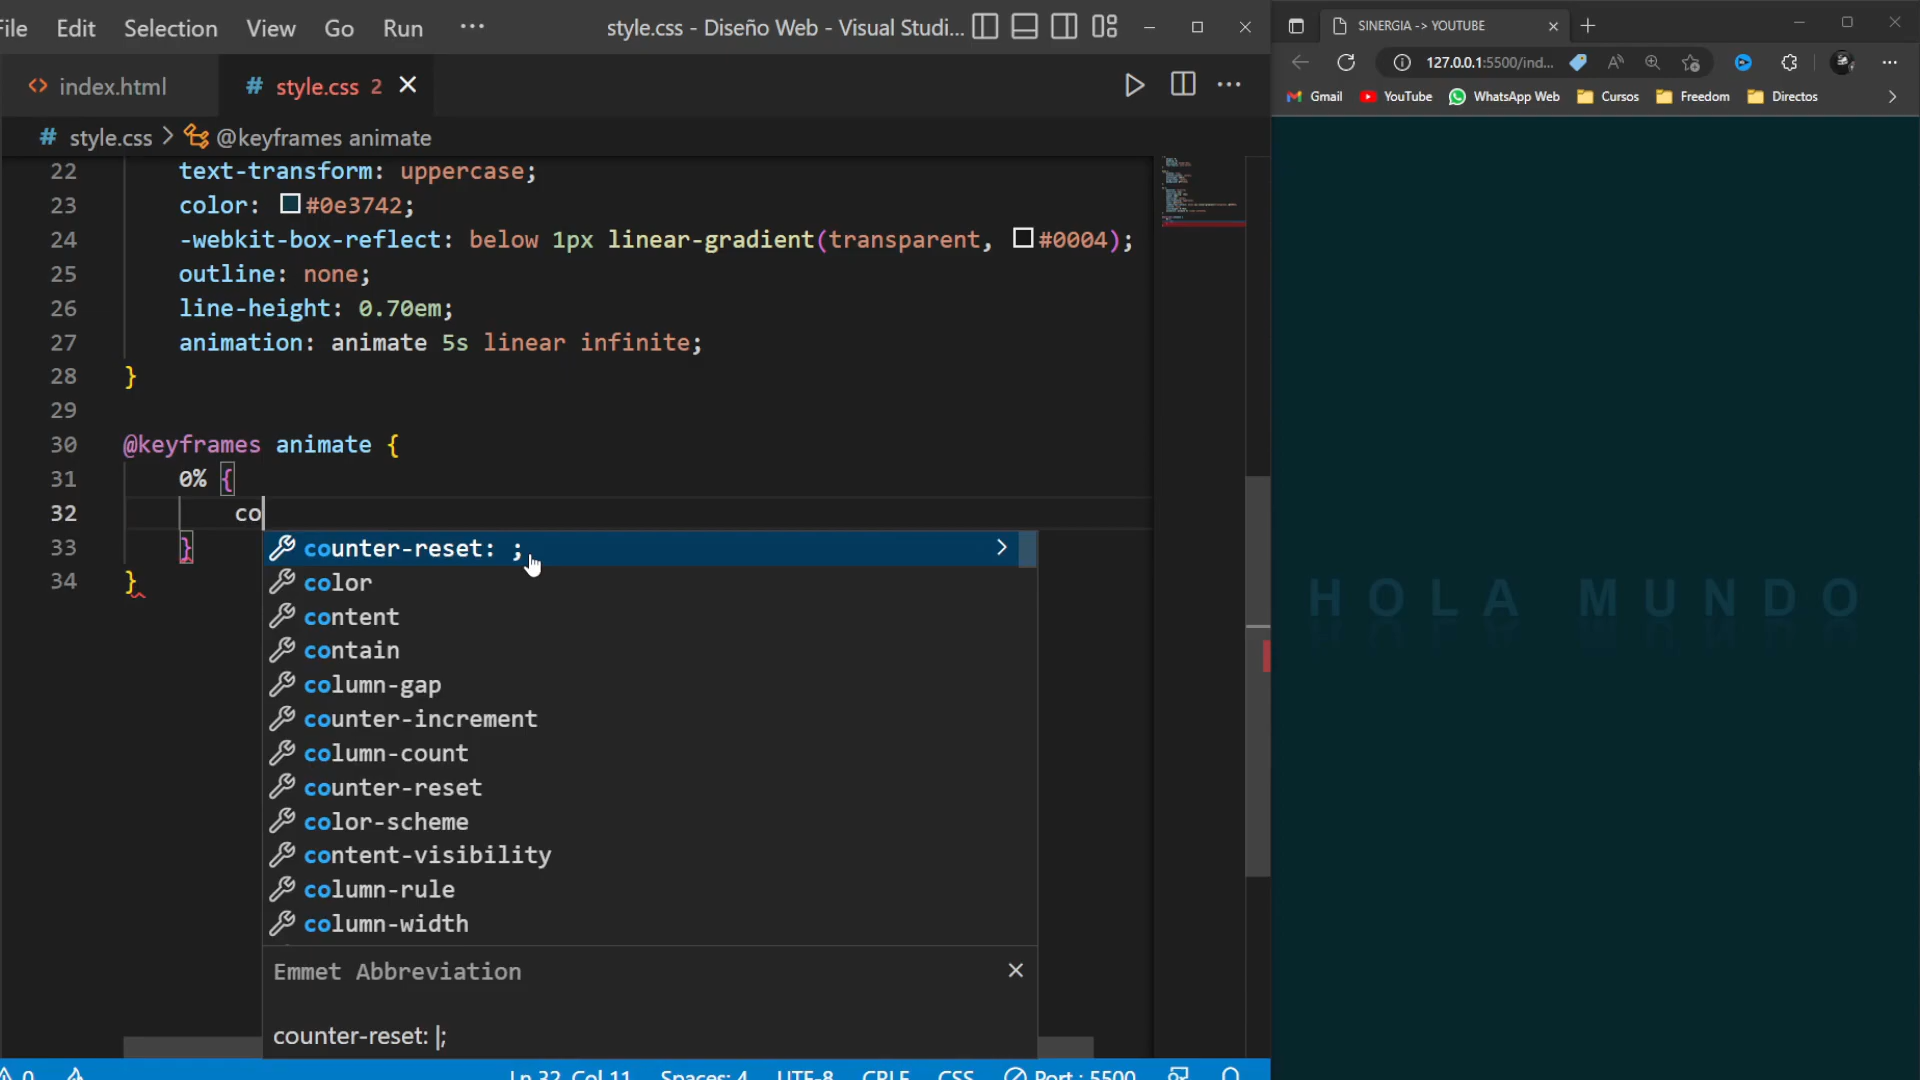 File Edit Selection View Go Run ··· style.css - Diseño Web - Visual Studi...
index.html # style.css 2
# style.css > @keyframes animate
22 text-transform: uppercase;
23 color: #0e3742;
24 -webkit-box-reflect: below 1px linear-gradient(transparent, #0004);
25 outline: none;
26 line-height: 0.70em;
27 animation: animate 5s linear infinite;
28 }
29
30 @keyframes animate {
31 0% {
32 co
33 }
34 }
counter-reset: ;
color
content
contain
column-gap
counter-increment
column-count
counter-reset
color-scheme
content-visibility
column-rule
column-width
Emmet Abbreviation
counter-reset: |;
0 Ln 32, Col 11 Spaces: 4 UTF-8 CRLF CSS Port : 5500
SINERGIA -> YOUTUBE
127.0.0.1:5500/ind...
Gmail YouTube WhatsApp Web Cursos Freedom Directos
HOLA MUNDO